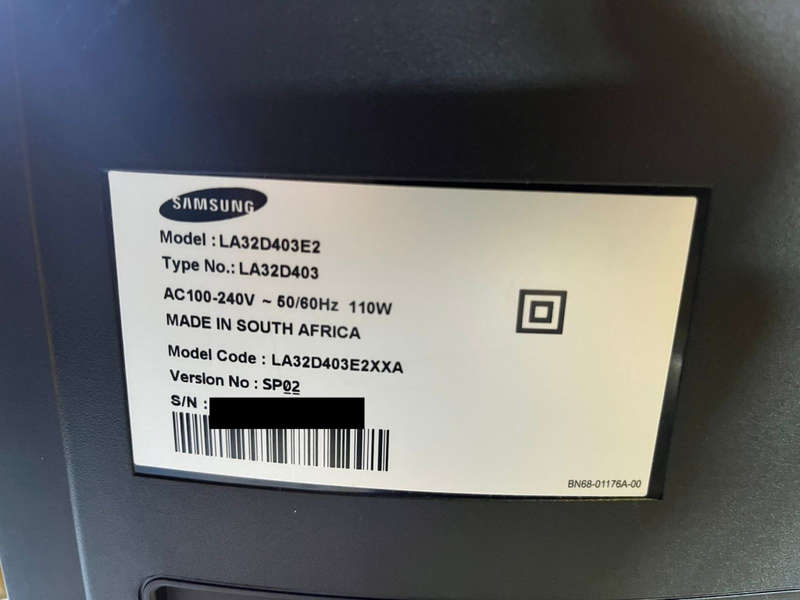 SAMSUNG
Model : LA32D403E2
Type No.: LA32D403
AC100-240V ~ 50/60Hz 110W
MADE IN SOUTH AFRICA
Model Code : LA32D403E2XXA
Version No : SP02
S/N :
BN68-01176A-00